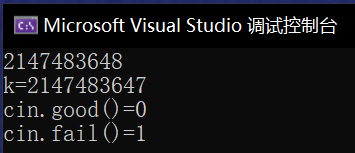 Microsoft Visual Studio 调试控制台
2147483648
k=2147483647
cin.good()=0
cin.fail()=1